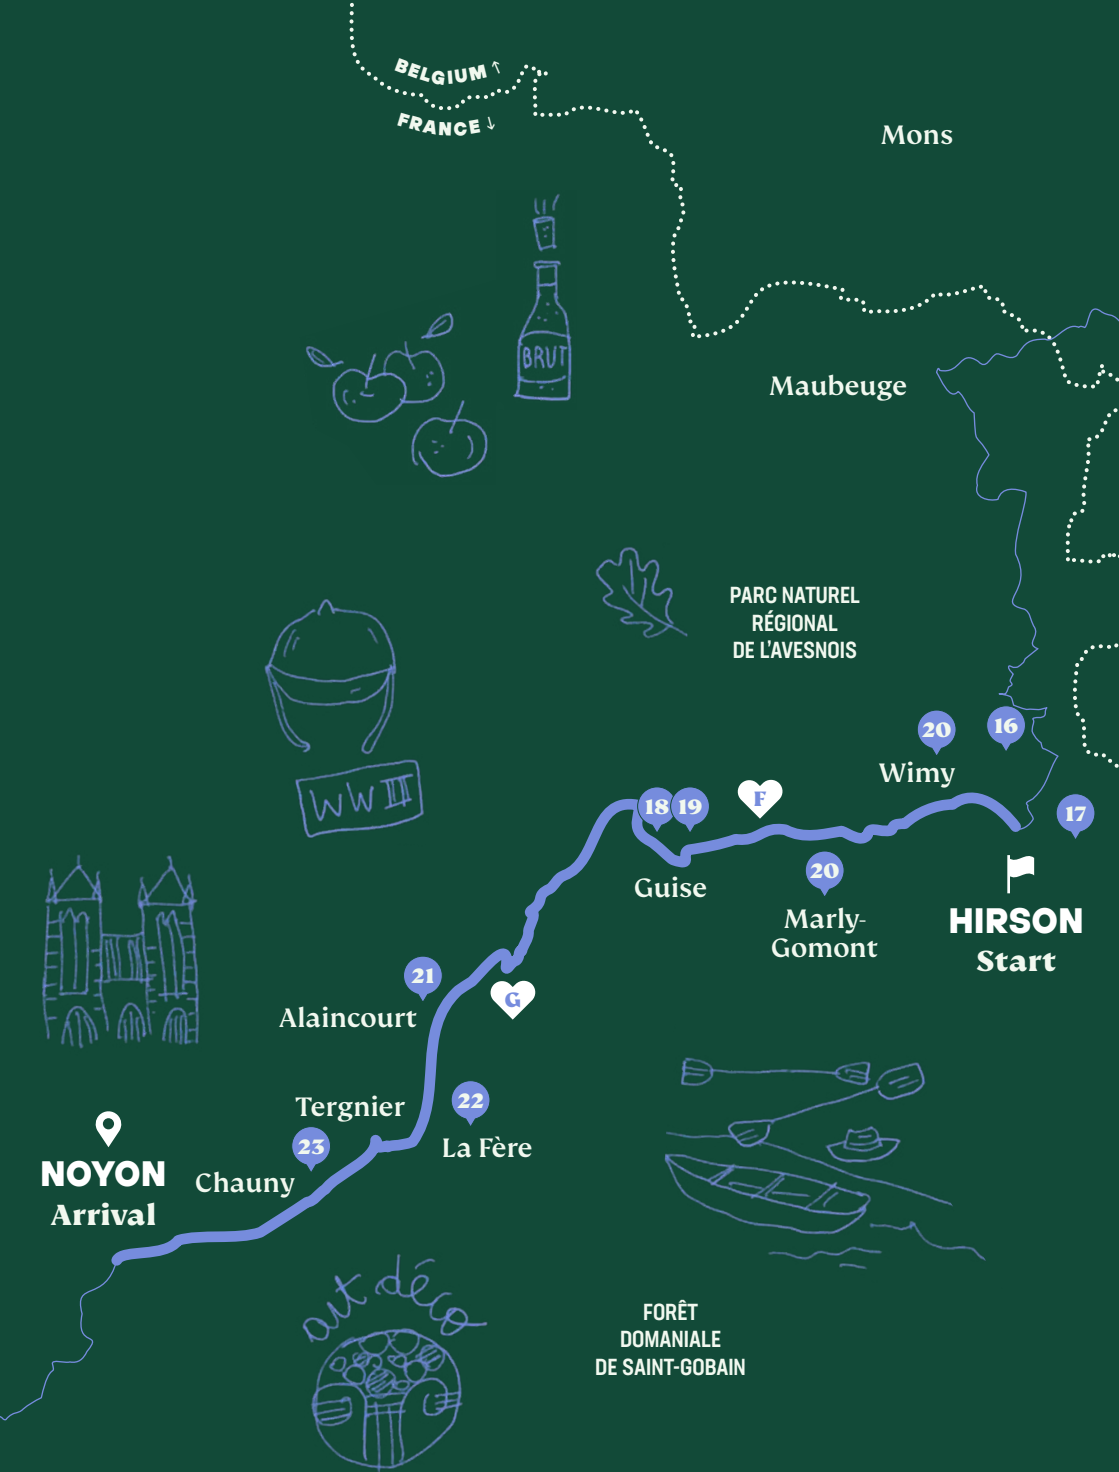 BELGIUM ↑
FRANCE ↓
Mons
BRUT
Maubeuge
PARC NATUREL
RÉGIONAL
DE L'AVESNOIS
20
16
Wimy
WW III
18
19
F
17
20
Guise
Marly-
Gomont
HIRSON
Start
21
G
Alaincourt
22
Tergnier
23
La Fère
NOYON
Chauny
Arrival
art déco
FORÊT
DOMANIALE
DE SAINT-GOBAIN